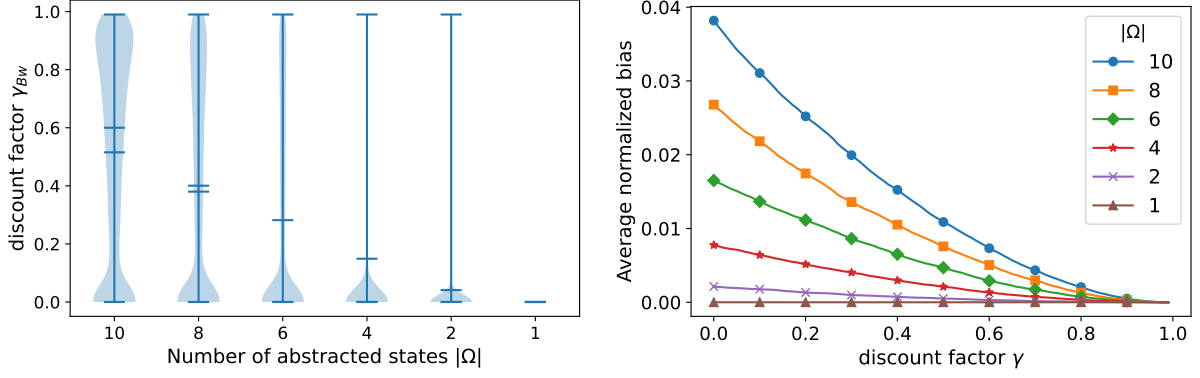 1.0
0.8
0.6
0.4
0.2
0.0
discount factor γ_Bw
10 8 6 4 2 1
Number of abstracted states |Ω|
0.04
0.03
0.02
0.01
0.00
Average normalized bias
|Ω|
10
8
6
4
2
1
0.0 0.2 0.4 0.6 0.8 1.0
discount factor γ